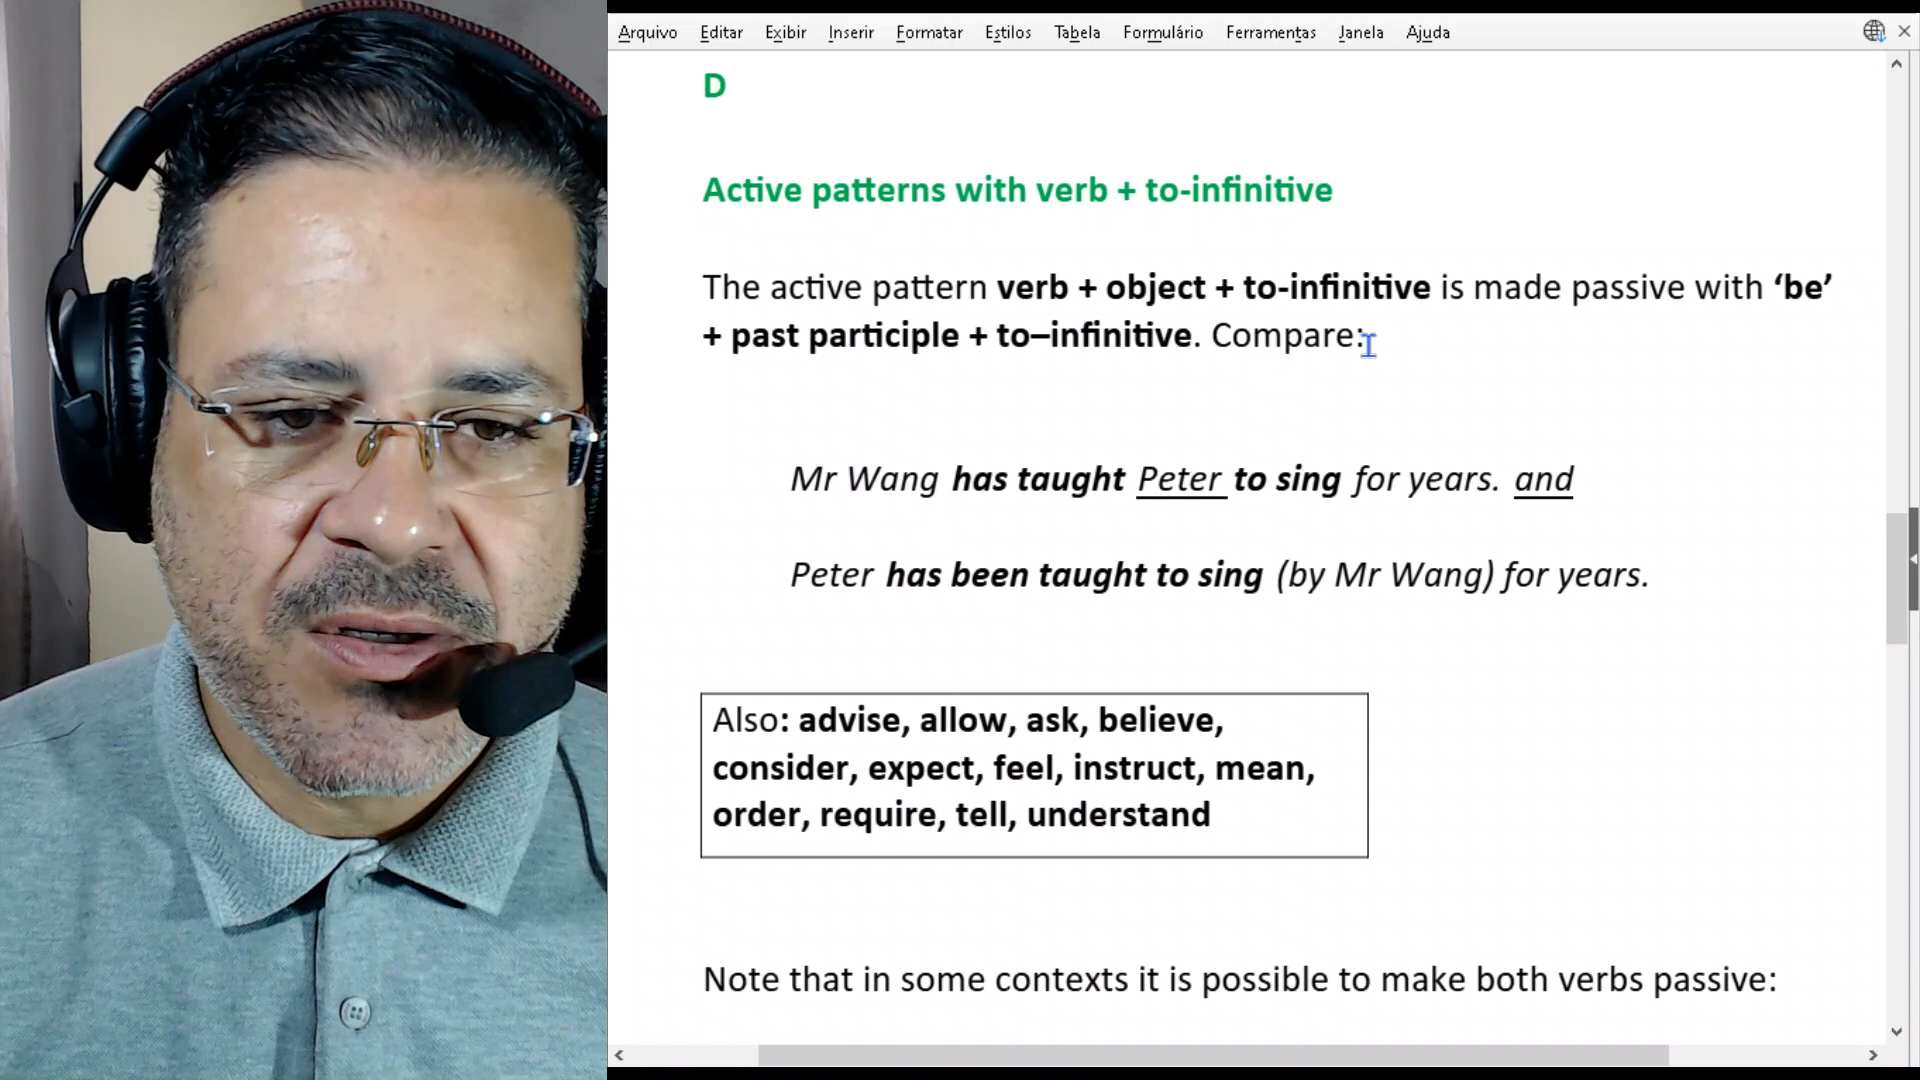 Arquivo Editar Exibir Inserir Formatar Estilos Tabela Formulário Ferramentas Janela Ajuda
D
Active patterns with verb + to-infinitive
The active pattern verb + object + to-infinitive is made passive with ‘be’
+ past participle + to–infinitive. Compare:
Mr Wang has taught Peter to sing for years. and
Peter has been taught to sing (by Mr Wang) for years.
Also: advise, allow, ask, believe,
consider, expect, feel, instruct, mean,
order, require, tell, understand
Note that in some contexts it is possible to make both verbs passive: